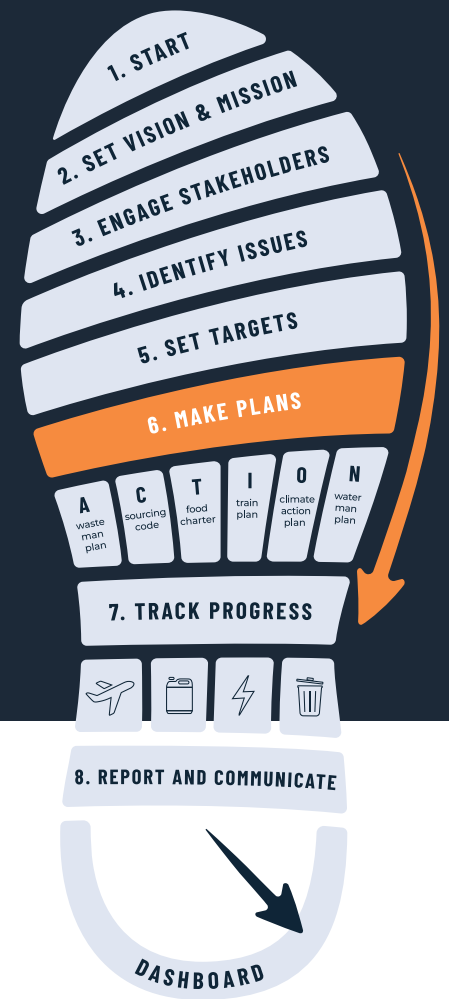 1. START
2. SET VISION & MISSION
3. ENGAGE STAKEHOLDERS
4. IDENTIFY ISSUES
5. SET TARGETS
6. MAKE PLANS
A
waste
man
plan
C
sourcing
code
T
food
charter
I
train
plan
O
climate
action
plan
N
water
man
plan
7. TRACK PROGRESS
8. REPORT AND COMMUNICATE
DASHBOARD